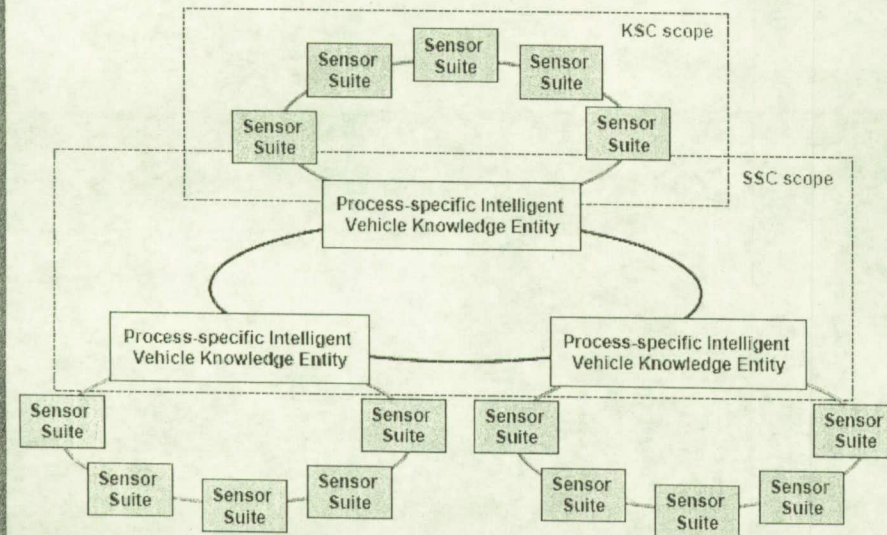 KSC scope
Sensor
Suite
Sensor
Suite
Sensor
Suite
Sensor
Suite
Sensor
Suite
SSC scope
Process-specific Intelligent
Vehicle Knowledge Entity
Process-specific Intelligent
Vehicle Knowledge Entity
Process-specific Intelligent
Vehicle Knowledge Entity
Sensor
Suite
Sensor
Suite
Sensor
Suite
Sensor
Suite
Sensor
Suite
Sensor
Suite
Sensor
Suite
Sensor
Suite
Sensor
Suite
Sensor
Suite